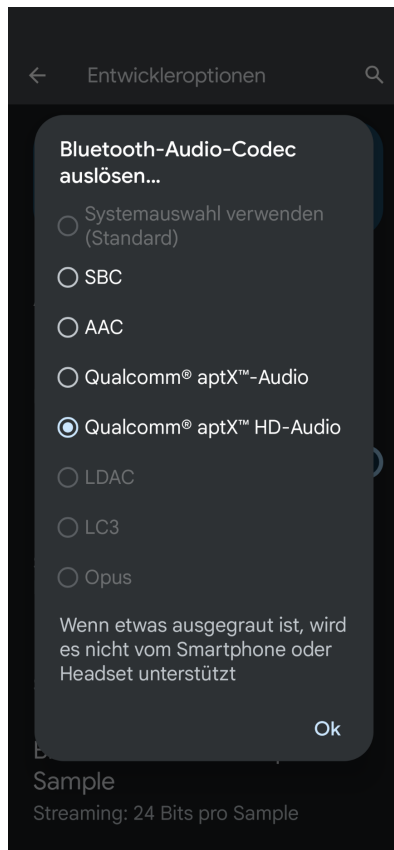 Entwickleroptionen
Bluetooth-Audio-Codec
auslösen...
Systemauswahl verwenden
(Standard)
SBC
AAC
Qualcomm® aptX™-Audio
Qualcomm® aptX™ HD-Audio
LDAC
LC3
Opus
Wenn etwas ausgegraut ist, wird
es nicht vom Smartphone oder
Headset unterstützt
Ok
Sample
Streaming: 24 Bits pro Sample